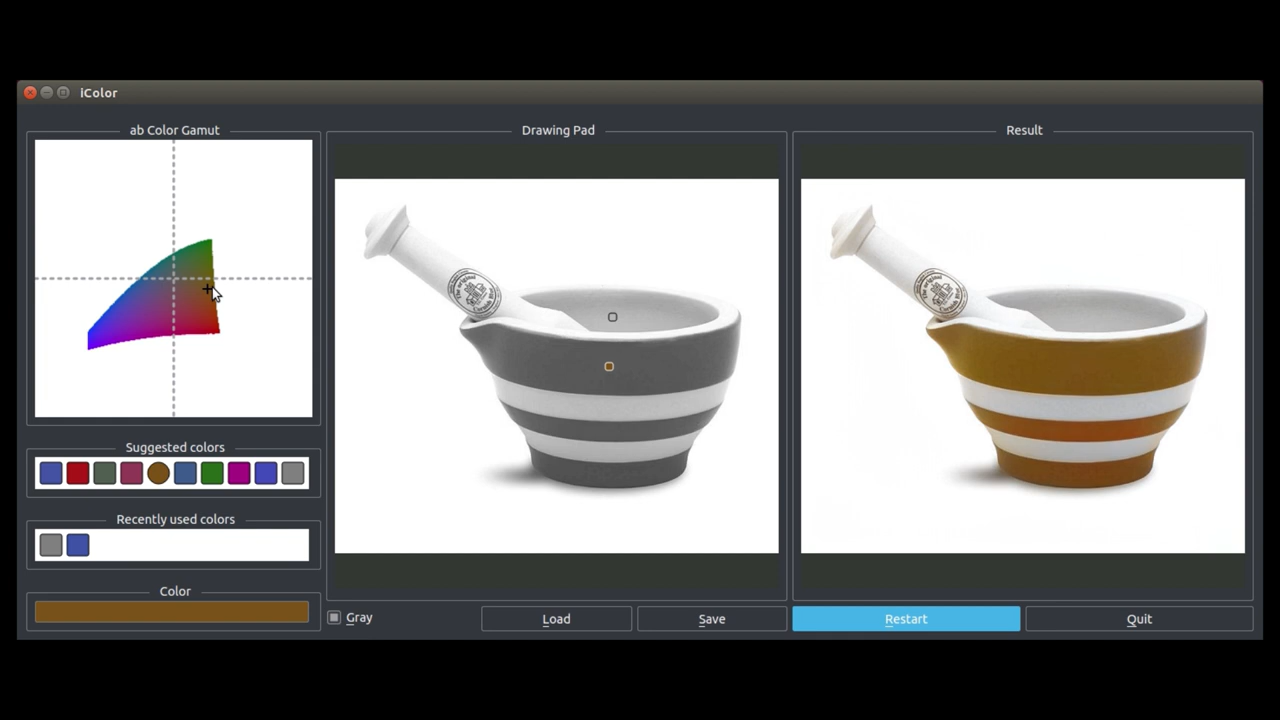 iColor
ab Color Gamut
Drawing Pad
Result
Suggested colors
Recently used colors
Color
Gray
Load
Save
Restart
Quit